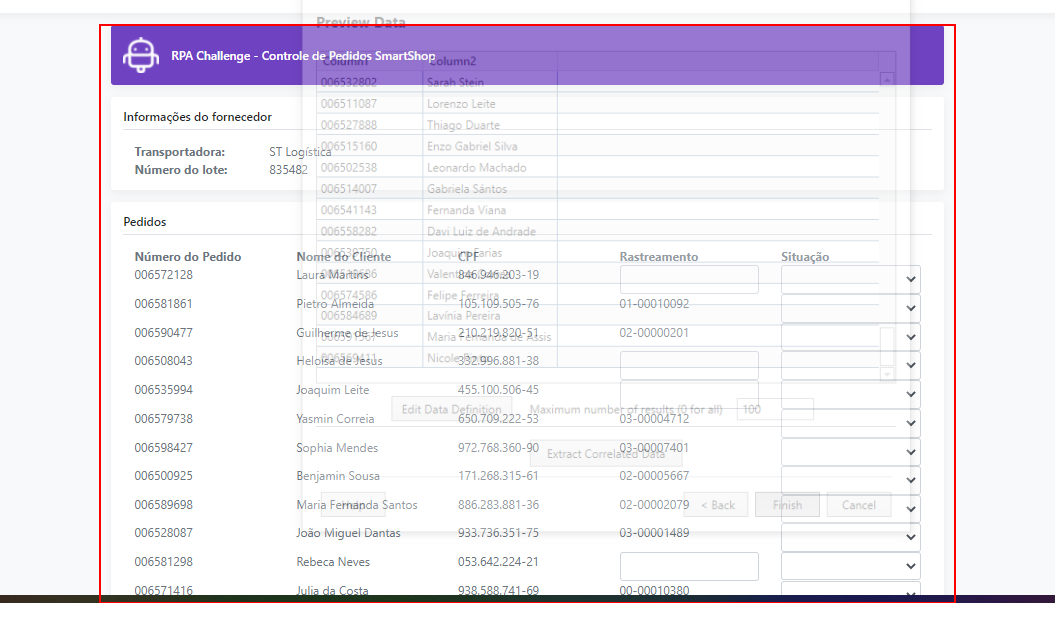 Preview Data
RPA Challenge - Controle de Pedidos SmartShop
Column1 Column2
006532802 Sarah Stein
006511087 Lorenzo Leite
Informações do fornecedor
006527888 Thiago Duarte
006515160 Enzo Gabriel Silva
Transportadora: ST Logística
006502538 Leonardo Machado
Número do lote: 835482
006514007 Gabriela Sántos
006541143 Fernanda Viana
Pedidos
006558282 Davi Luiz de Andrade
Joaquim Farias
Número do Pedido Nome do Cliente CPF Rastreamento Situação
006572128 Laura Martins 846.946.203-19
006574586 Felipe Ferreira
006581861 Pietro Almeida 105.109.505-76 01-00010092
006584689 Lavínia Pereira
006590477 Guilherme de Jesus 210.219.820-51 02-00000201
Maria Fernanda de Assis
006508043 Heloísa de Jesus 332.996.881-38
Nicole
006535994 Joaquim Leite 455.100.506-45
Edit Data Definition Maximum number of results (0 for all) 100
006579738 Yasmin Correia 650.709.222-53 03-00004712
006598427 Sophia Mendes 972.768.360-90 03-00007401
Extract Correlated Data
006500925 Benjamin Sousa 171.268.315-61 02-00005667
006589698 Maria Fernanda Santos 886.283.881-36 02-00002079
Help < Back Finish Cancel
006528087 João Miguel Dantas 933.736.351-75 03-00001489
006581298 Rebeca Neves 053.642.224-21
006571416 Julia da Costa 938.588.741-69 00-00010380